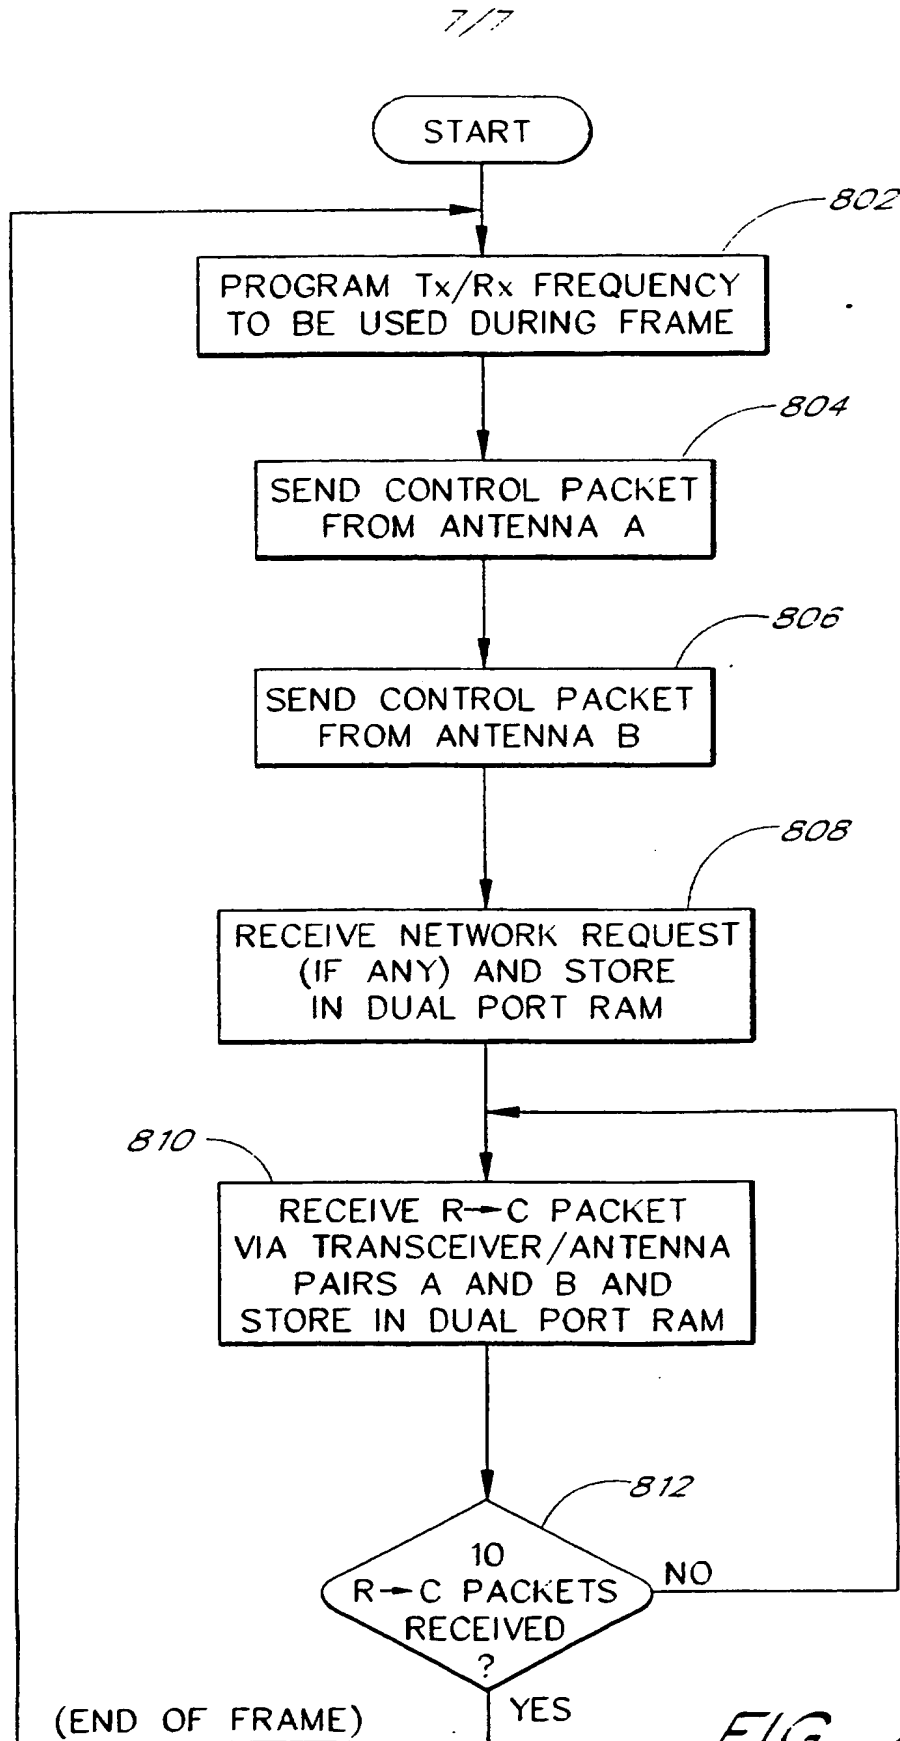 7/7
START
802
PROGRAM Tx/Rx FREQUENCY
TO BE USED DURING FRAME
804
SEND CONTROL PACKET
FROM ANTENNA A
806
SEND CONTROL PACKET
FROM ANTENNA B
808
RECEIVE NETWORK REQUEST
(IF ANY) AND STORE
IN DUAL PORT RAM
810
RECEIVE R→C PACKET
VIA TRANSCEIVER/ANTENNA
PAIRS A AND B AND
STORE IN DUAL PORT RAM
812
10
R→C PACKETS
RECEIVED
?
NO
YES
(END OF FRAME)
FIG